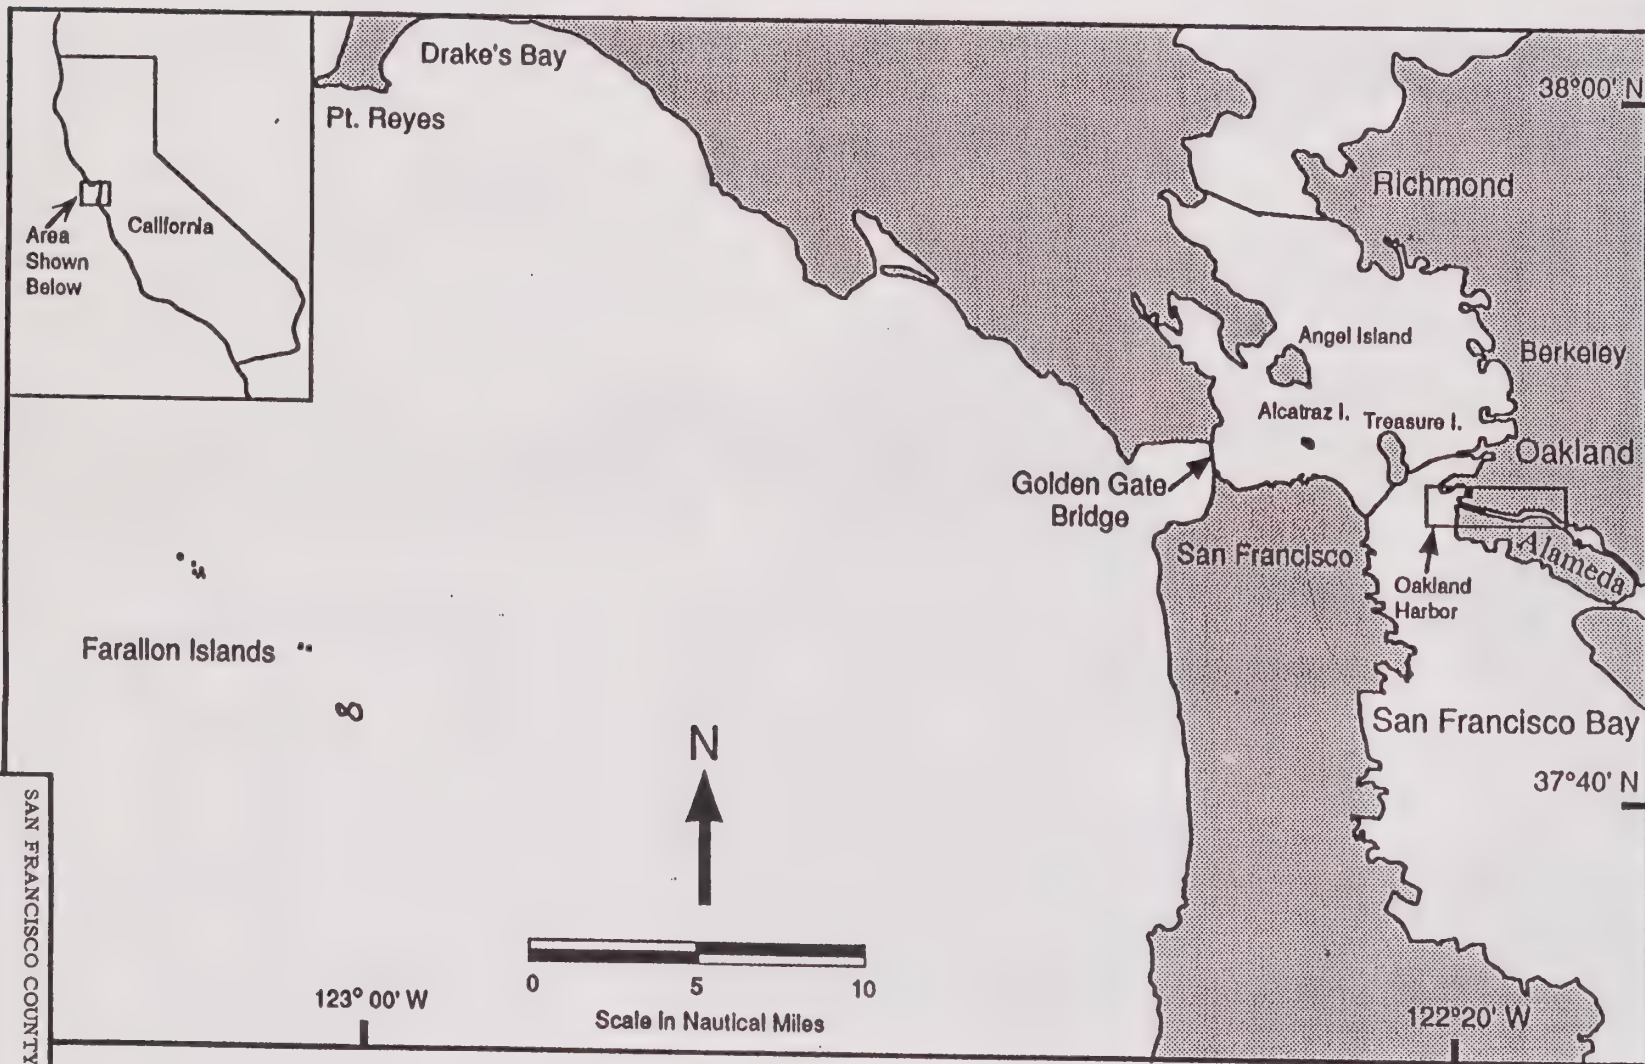 Drake's Bay
Pt. Reyes
38°00' N
Richmond
California
Area
Shown
Below
Angel Island
Berkeley
Alcatraz I.
Treasure I.
Oakland
Golden Gate
Bridge
San Francisco
Alameda
Oakland
Harbor
Farallon Islands
San Francisco Bay
N
37°40' N
SAN FRANCISCO COUNTY
0
5
10
123° 00' W
Scale In Nautical Miles
122°20' W